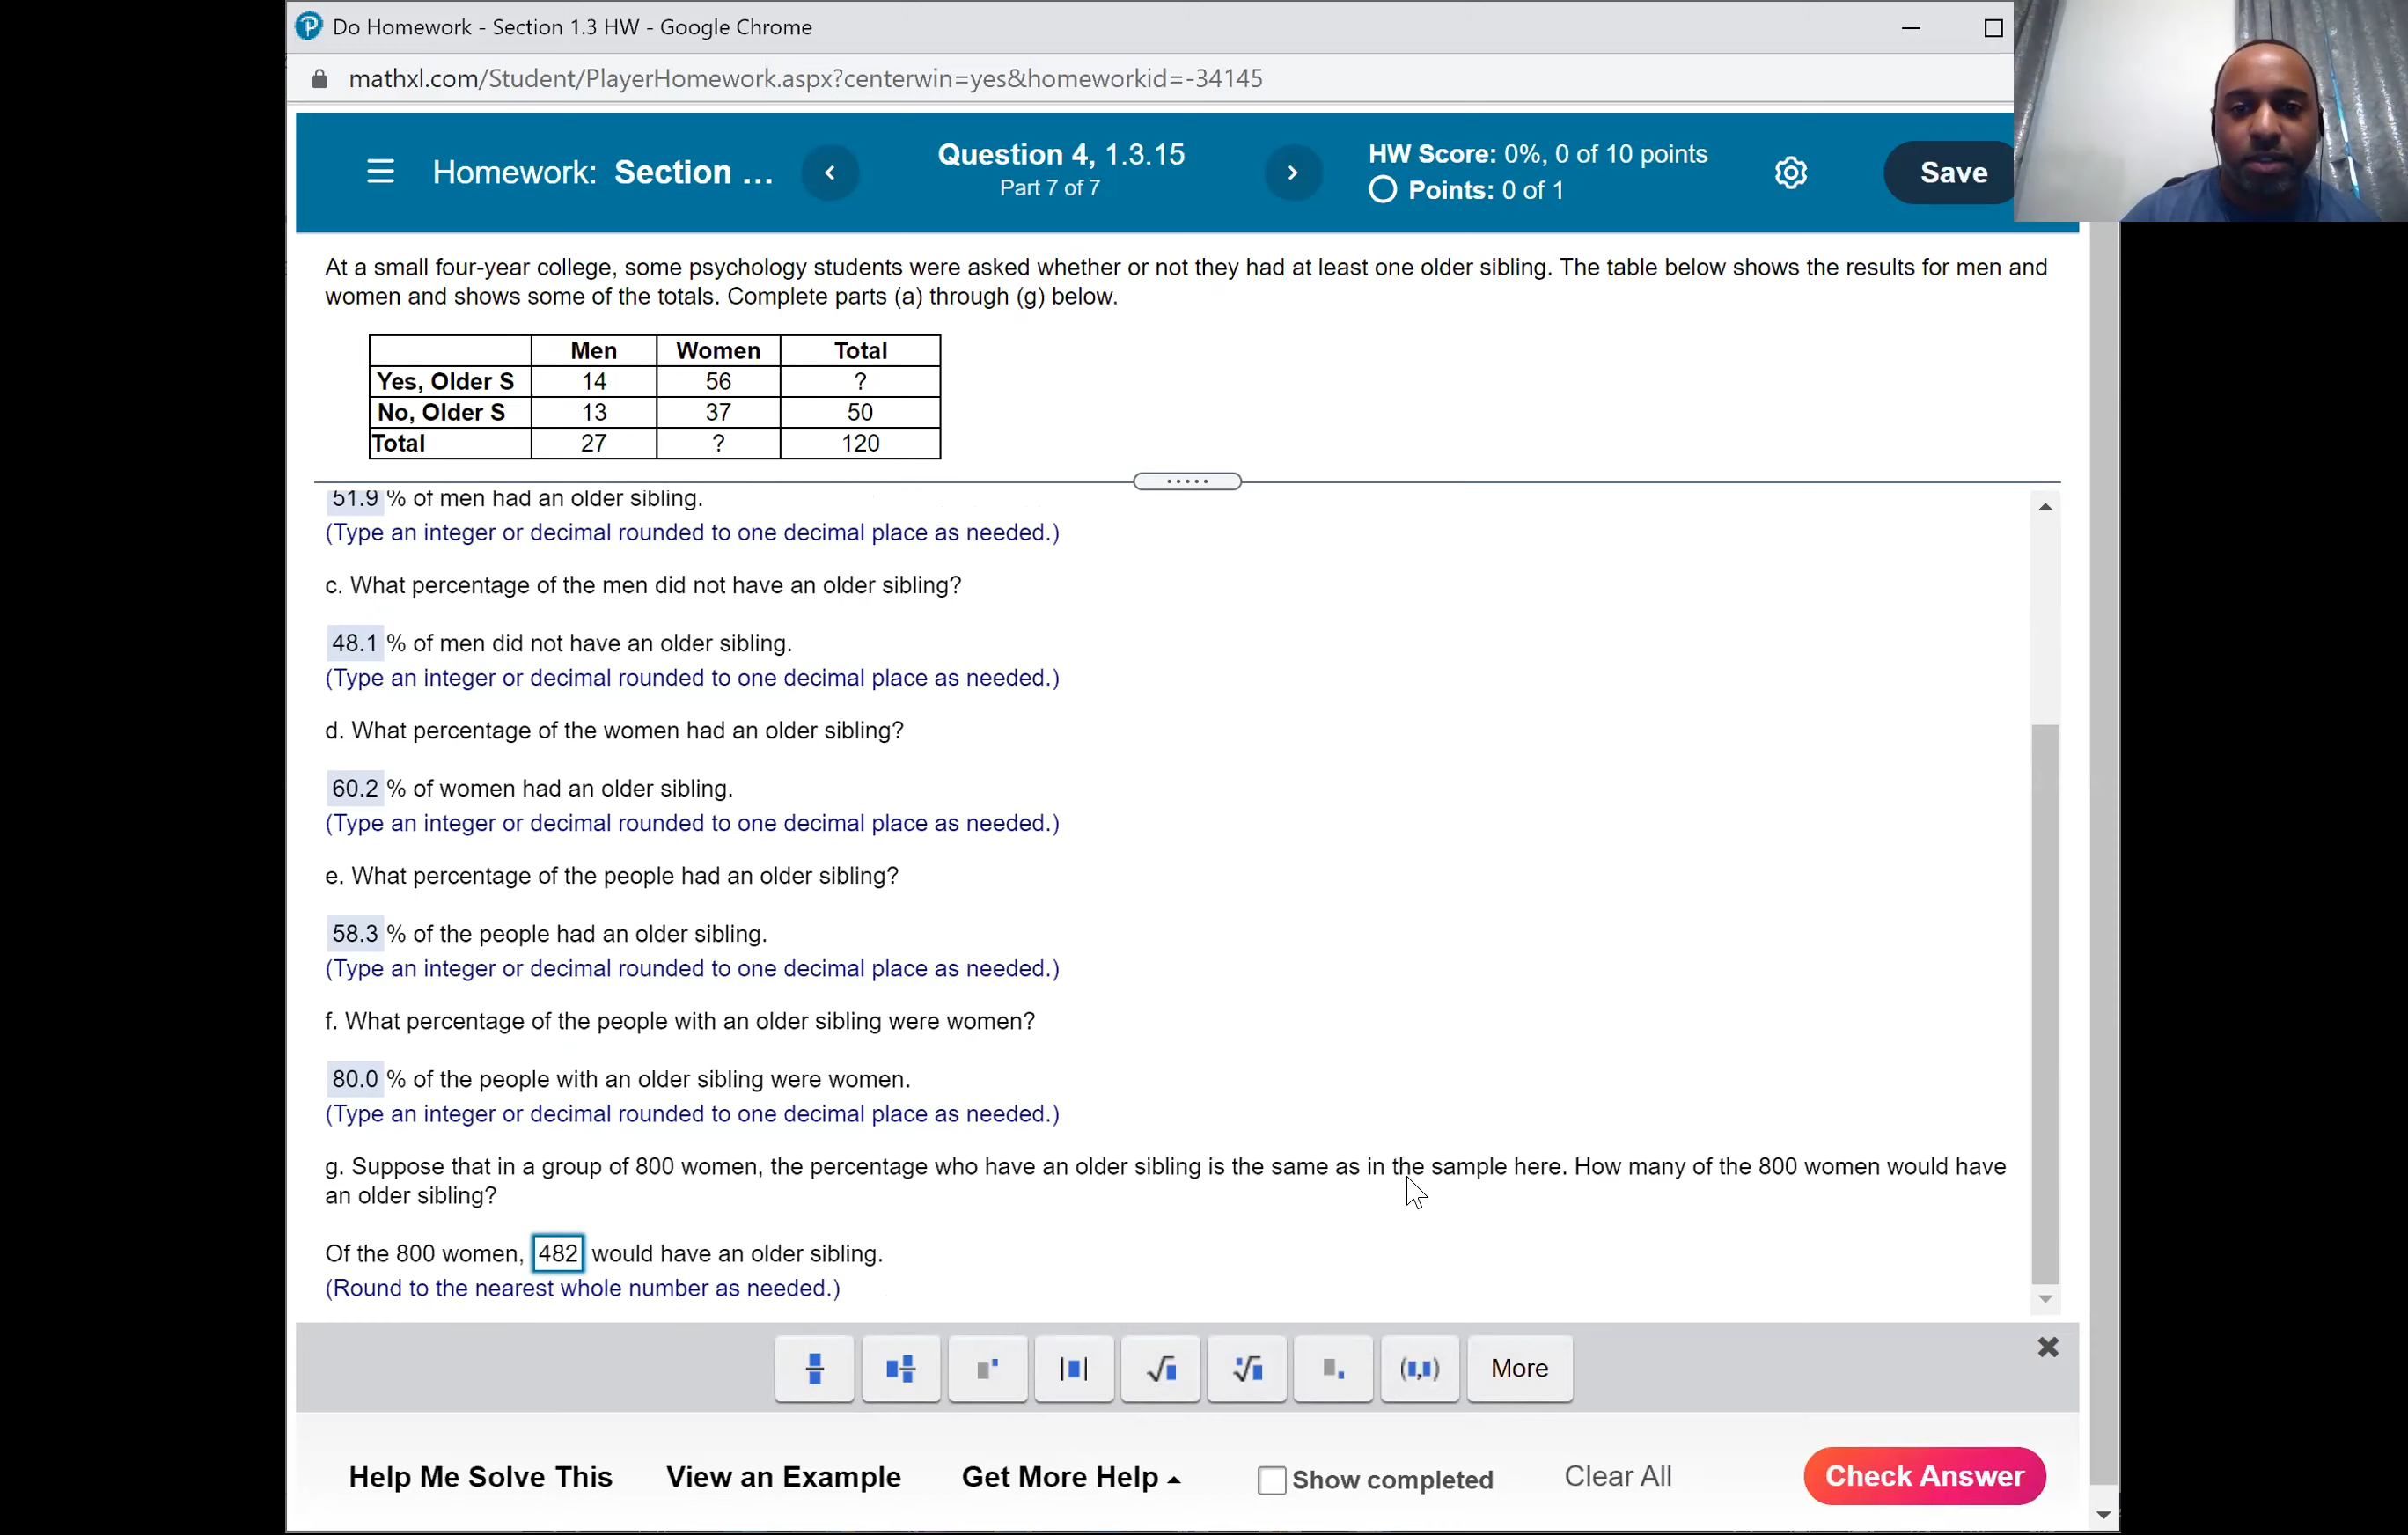 Do Homework - Section 1.3 HW - Google Chrome
mathxl.com/Student/PlayerHomework.aspx?centerwin=yes&homeworkid=-34145
Homework: Section ...
Question 4, 1.3.15
Part 7 of 7
HW Score: 0%, 0 of 10 points
Points: 0 of 1
Save
At a small four-year college, some psychology students were asked whether or not they had at least one older sibling. The table below shows the results for men and
women and shows some of the totals. Complete parts (a) through (g) below.
Men Women Total
Yes, Older S 14 56 ?
No, Older S 13 37 50
Total 27 ? 120
51.9 % of men had an older sibling.
(Type an integer or decimal rounded to one decimal place as needed.)
c. What percentage of the men did not have an older sibling?
48.1 % of men did not have an older sibling.
(Type an integer or decimal rounded to one decimal place as needed.)
d. What percentage of the women had an older sibling?
60.2 % of women had an older sibling.
(Type an integer or decimal rounded to one decimal place as needed.)
e. What percentage of the people had an older sibling?
58.3 % of the people had an older sibling.
(Type an integer or decimal rounded to one decimal place as needed.)
f. What percentage of the people with an older sibling were women?
80.0 % of the people with an older sibling were women.
(Type an integer or decimal rounded to one decimal place as needed.)
g. Suppose that in a group of 800 women, the percentage who have an older sibling is the same as in the sample here. How many of the 800 women would have
an older sibling?
Of the 800 women, 482 would have an older sibling.
(Round to the nearest whole number as needed.)
More
Help Me Solve This View an Example Get More Help Show completed Clear All Check Answer